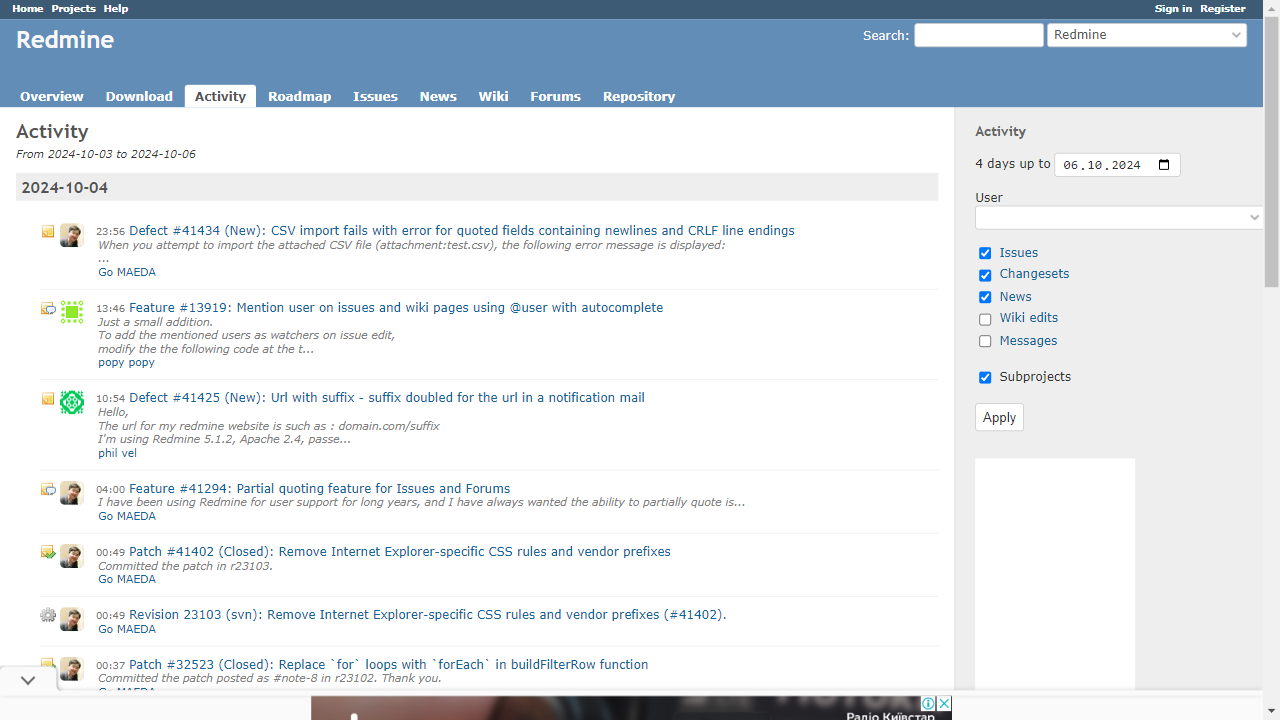 Home Projects Help
Sign in Register
Redmine
Search:
Redmine
Overview Download Activity Roadmap Issues News Wiki Forums Repository
Activity
From 2024-10-03 to 2024-10-06
2024-10-04
23:56 Defect #41434 (New): CSV import fails with error for quoted fields containing newlines and CRLF line endings
When you attempt to import the attached CSV file (attachment:test.csv), the following error message is displayed:
...
Go MAEDA
13:46 Feature #13919: Mention user on issues and wiki pages using @user with autocomplete
Just a small addition.
To add the mentioned users as watchers on issue edit,
modify the the following code at the t...
popy popy
10:54 Defect #41425 (New): Url with suffix - suffix doubled for the url in a notification mail
Hello,
The url for my redmine website is such as : domain.com/suffix
I'm using Redmine 5.1.2, Apache 2.4, passe...
phil vel
04:00 Feature #41294: Partial quoting feature for Issues and Forums
I have been using Redmine for user support for long years, and I have always wanted the ability to partially quote is...
Go MAEDA
00:49 Patch #41402 (Closed): Remove Internet Explorer-specific CSS rules and vendor prefixes
Committed the patch in r23103.
Go MAEDA
00:49 Revision 23103 (svn): Remove Internet Explorer-specific CSS rules and vendor prefixes (#41402).
Go MAEDA
00:37 Patch #32523 (Closed): Replace `for` loops with `forEach` in buildFilterRow function
Committed the patch posted as #note-8 in r23102. Thank you.
Activity
4 days up to 06.10.2024
User
Issues
Changesets
News
Wiki edits
Messages
Subprojects
Apply
Радіо Київстар